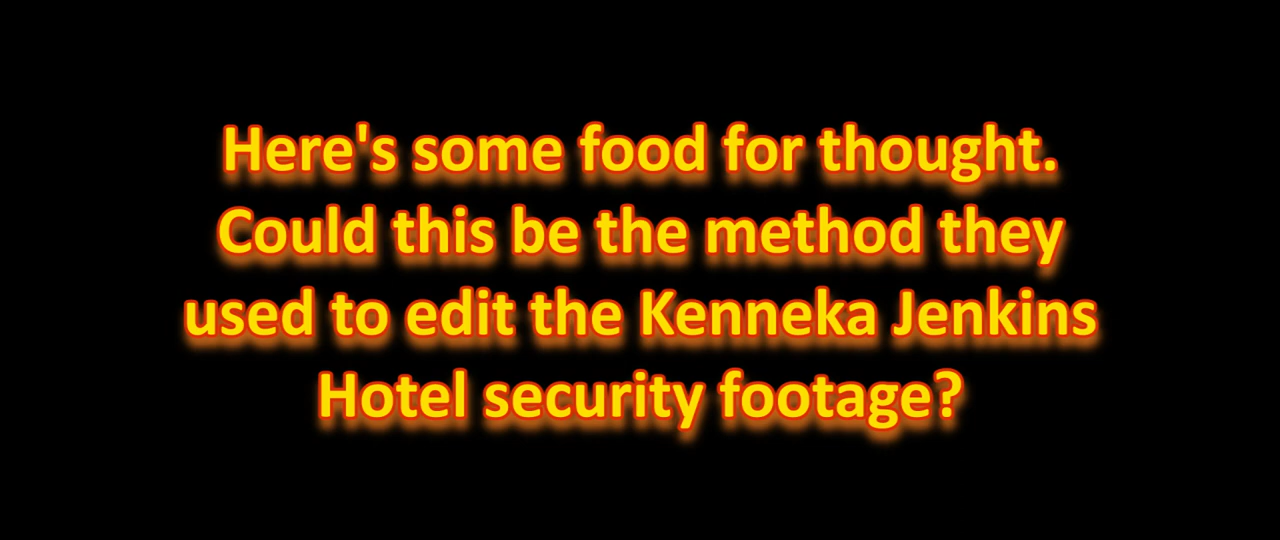 Here's some food for thought.
Could this be the method they
used to edit the Kenneka Jenkins
Hotel security footage?